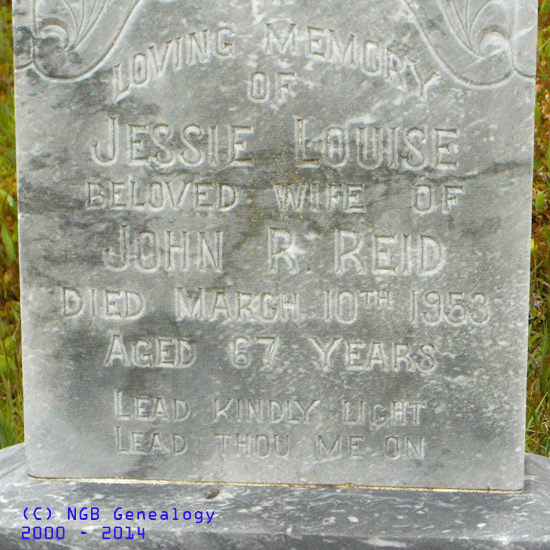 LOVING MEMORY
OF
JESSIE LOUISE
BELOVED WIFE OF
JOHN R. REID
DIED MARCH 10TH 1953
AGED 67 YEARS
LEAD KINDLY LIGHT
LEAD THOU ME ON
(C) NGB Genealogy
2000 - 2014